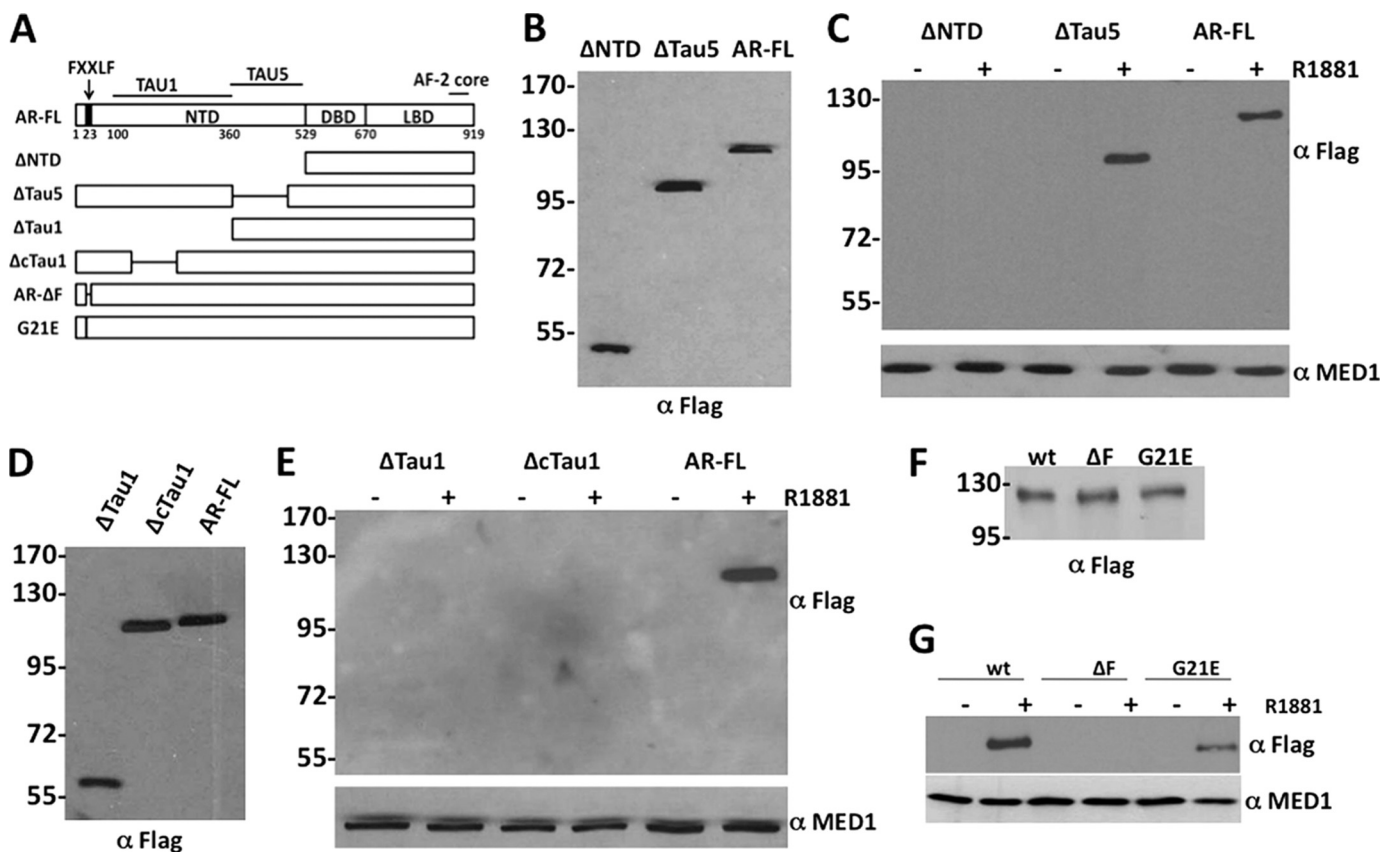 A
FXXLF
TAU1
TAU5
AF-2 core
AR-FL
NTD
DBD
LBD
1 23 100 360 529 670 919
ΔNTD
ΔTau5
ΔTau1
ΔcTau1
AR-ΔF
G21E
B
ΔNTD ΔTau5 AR-FL
170-
130-
95-
72-
55-
α Flag
C
ΔNTD ΔTau5 AR-FL
- + - + - + R1881
130-
95-
72-
55-
α Flag
α MED1
D
ΔTau1 ΔcTau1 AR-FL
170-
130-
95-
72-
55-
α Flag
E
ΔTau1 ΔcTau1 AR-FL
- + - + - + R1881
170-
130-
95-
72-
55-
α Flag
α MED1
F
wt ΔF G21E
130-
95-
α Flag
G
wt ΔF G21E
- + - + - + R1881
α Flag
α MED1